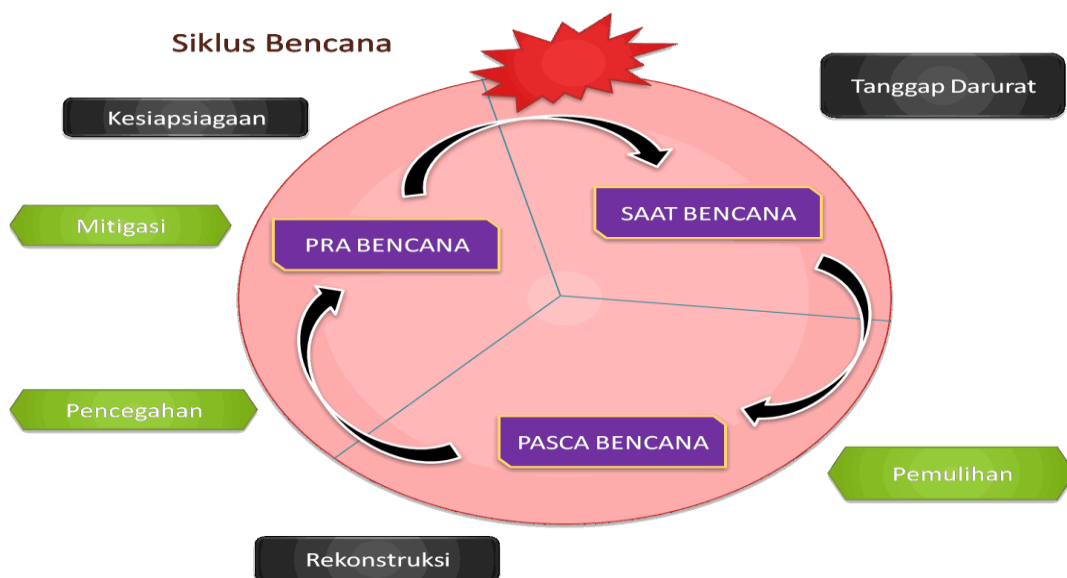 Siklus Bencana
Tanggap Darurat
Kesiapsiagaan
SAAT BENCANA
Mitigasi
PRA BENCANA
Pencegahan
PASCA BENCANA
Pemulihan
Rekonstruksi